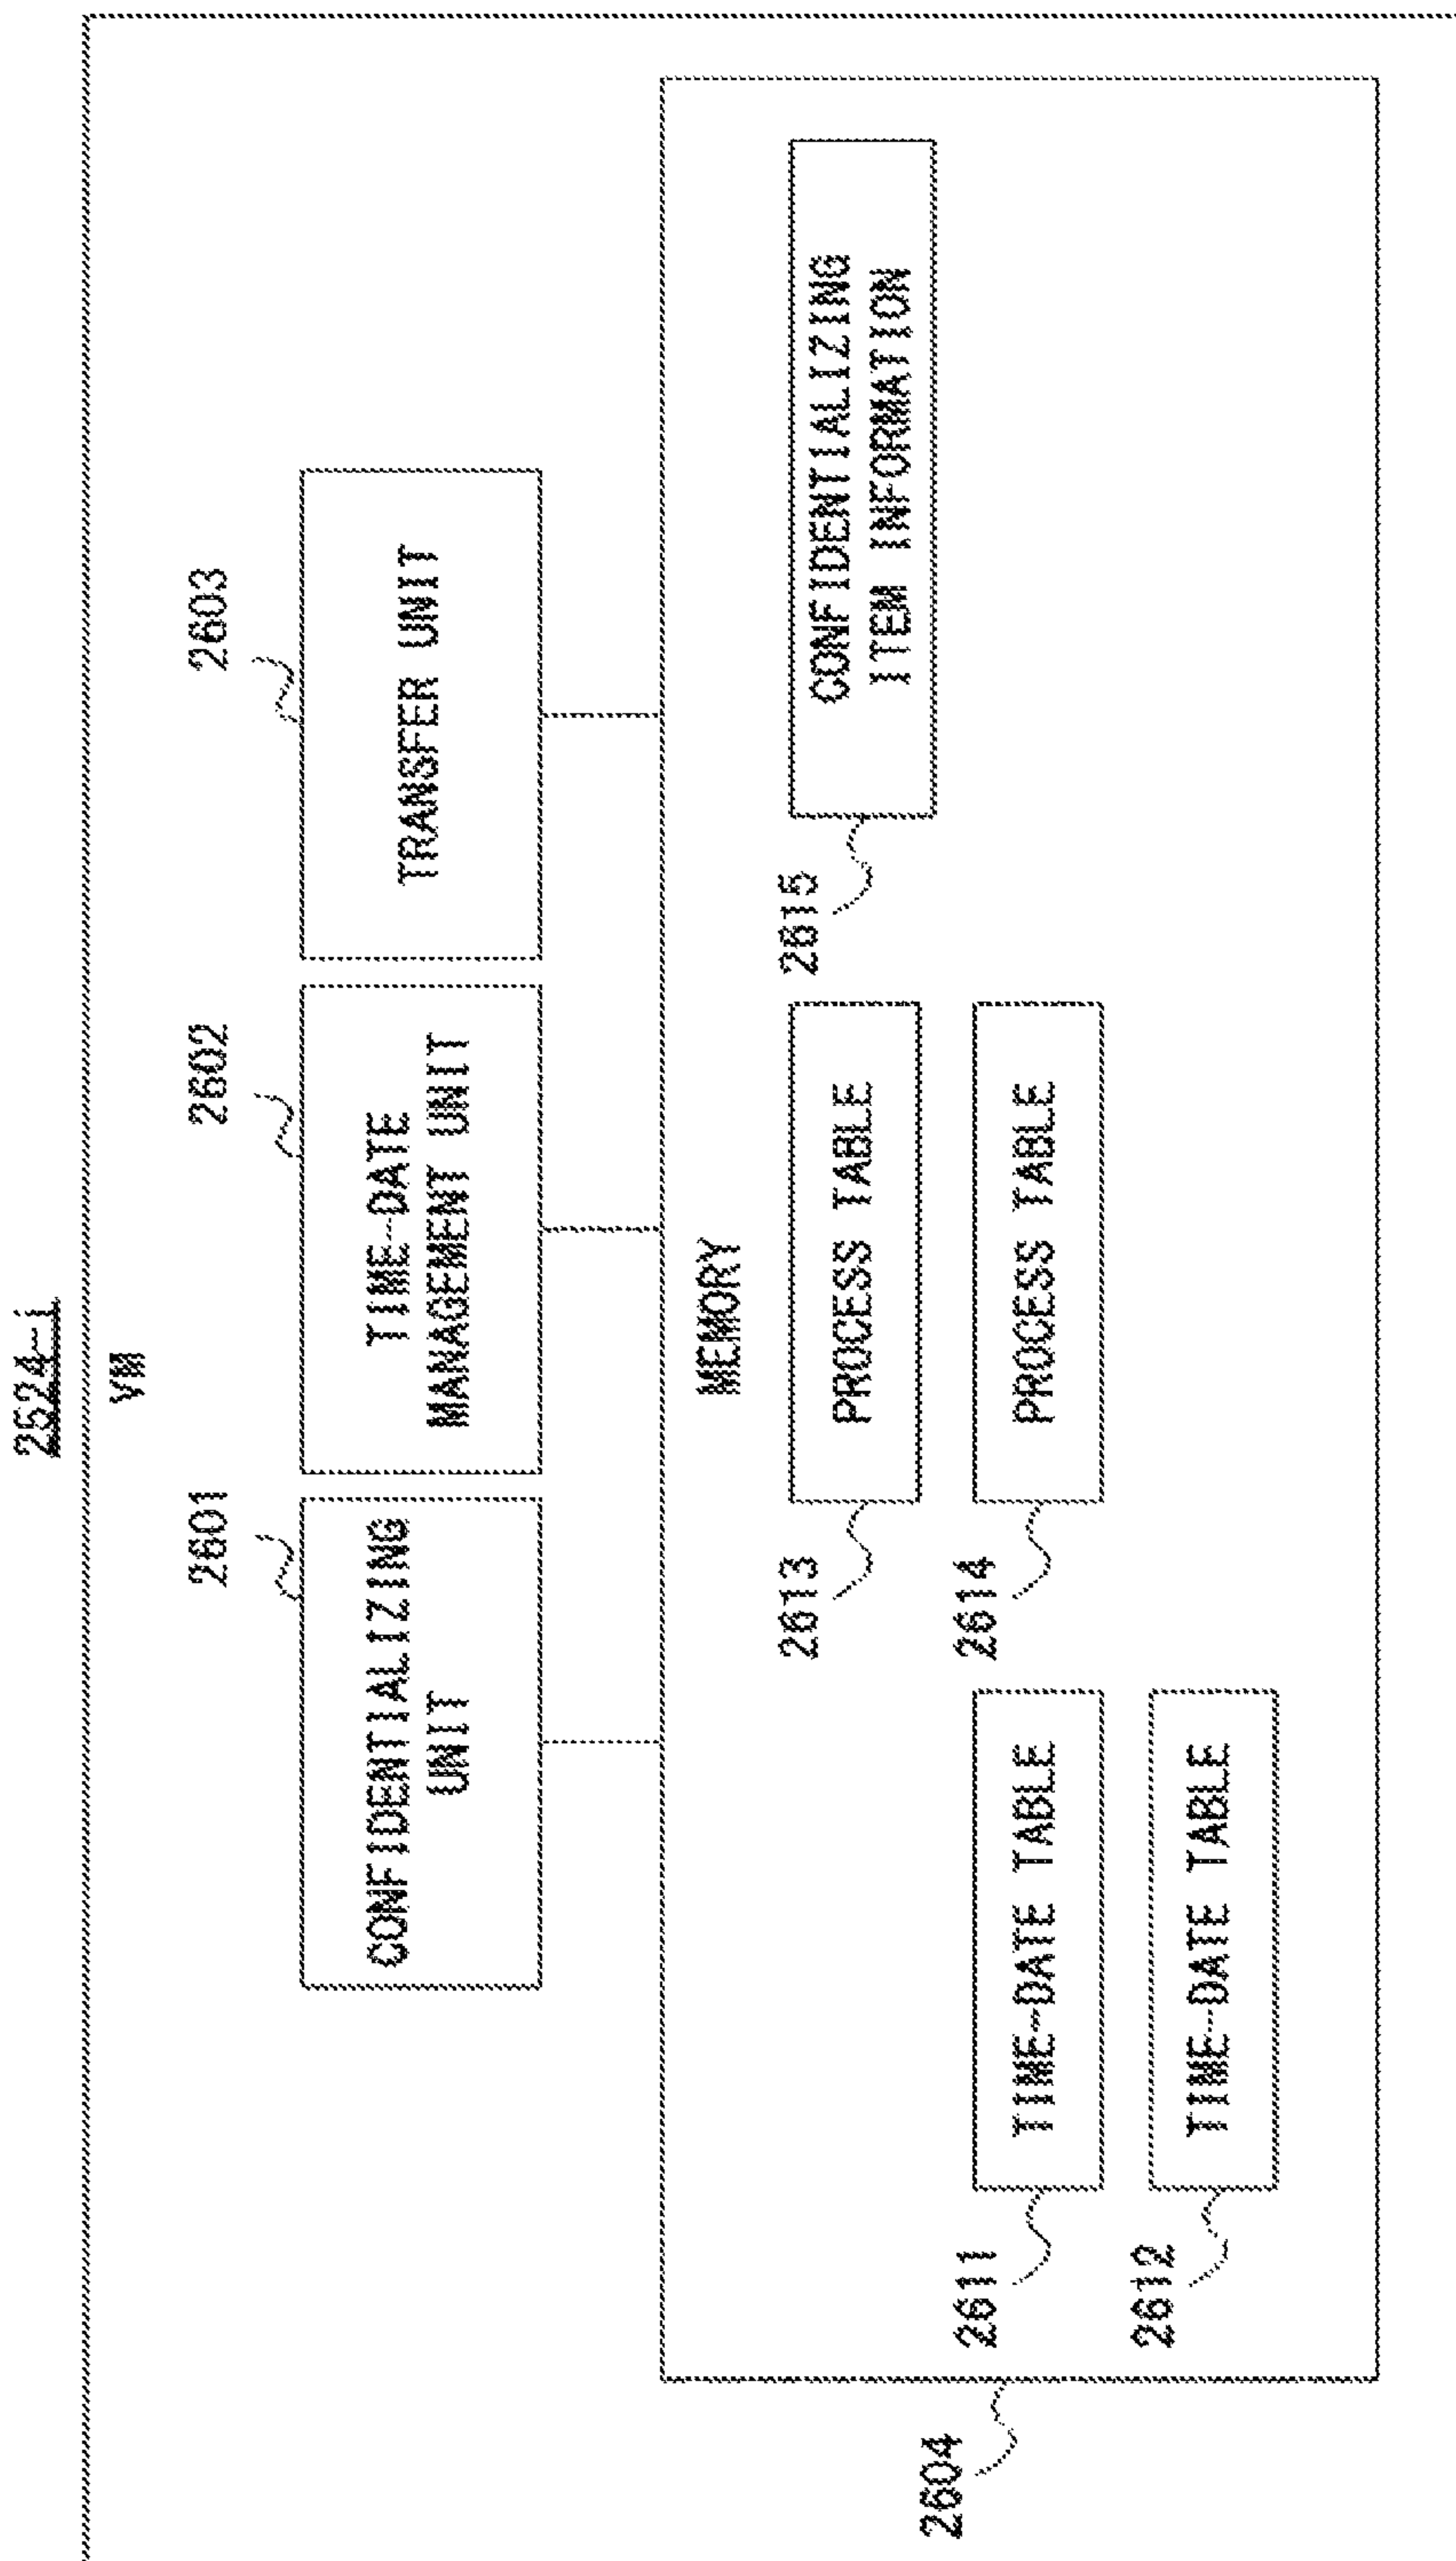 2524-i
VM
2601
2602
2603
CONFIDENTIALIZING
UNIT
TIME-DATE
MANAGEMENT UNIT
TRANSFER UNIT
MEMORY
2613
PROCESS TABLE
2615
CONFIDENTIALIZING
ITEM INFORMATION
2611
TIME-DATE TABLE
2614
PROCESS TABLE
2612
TIME-DATE TABLE
2604